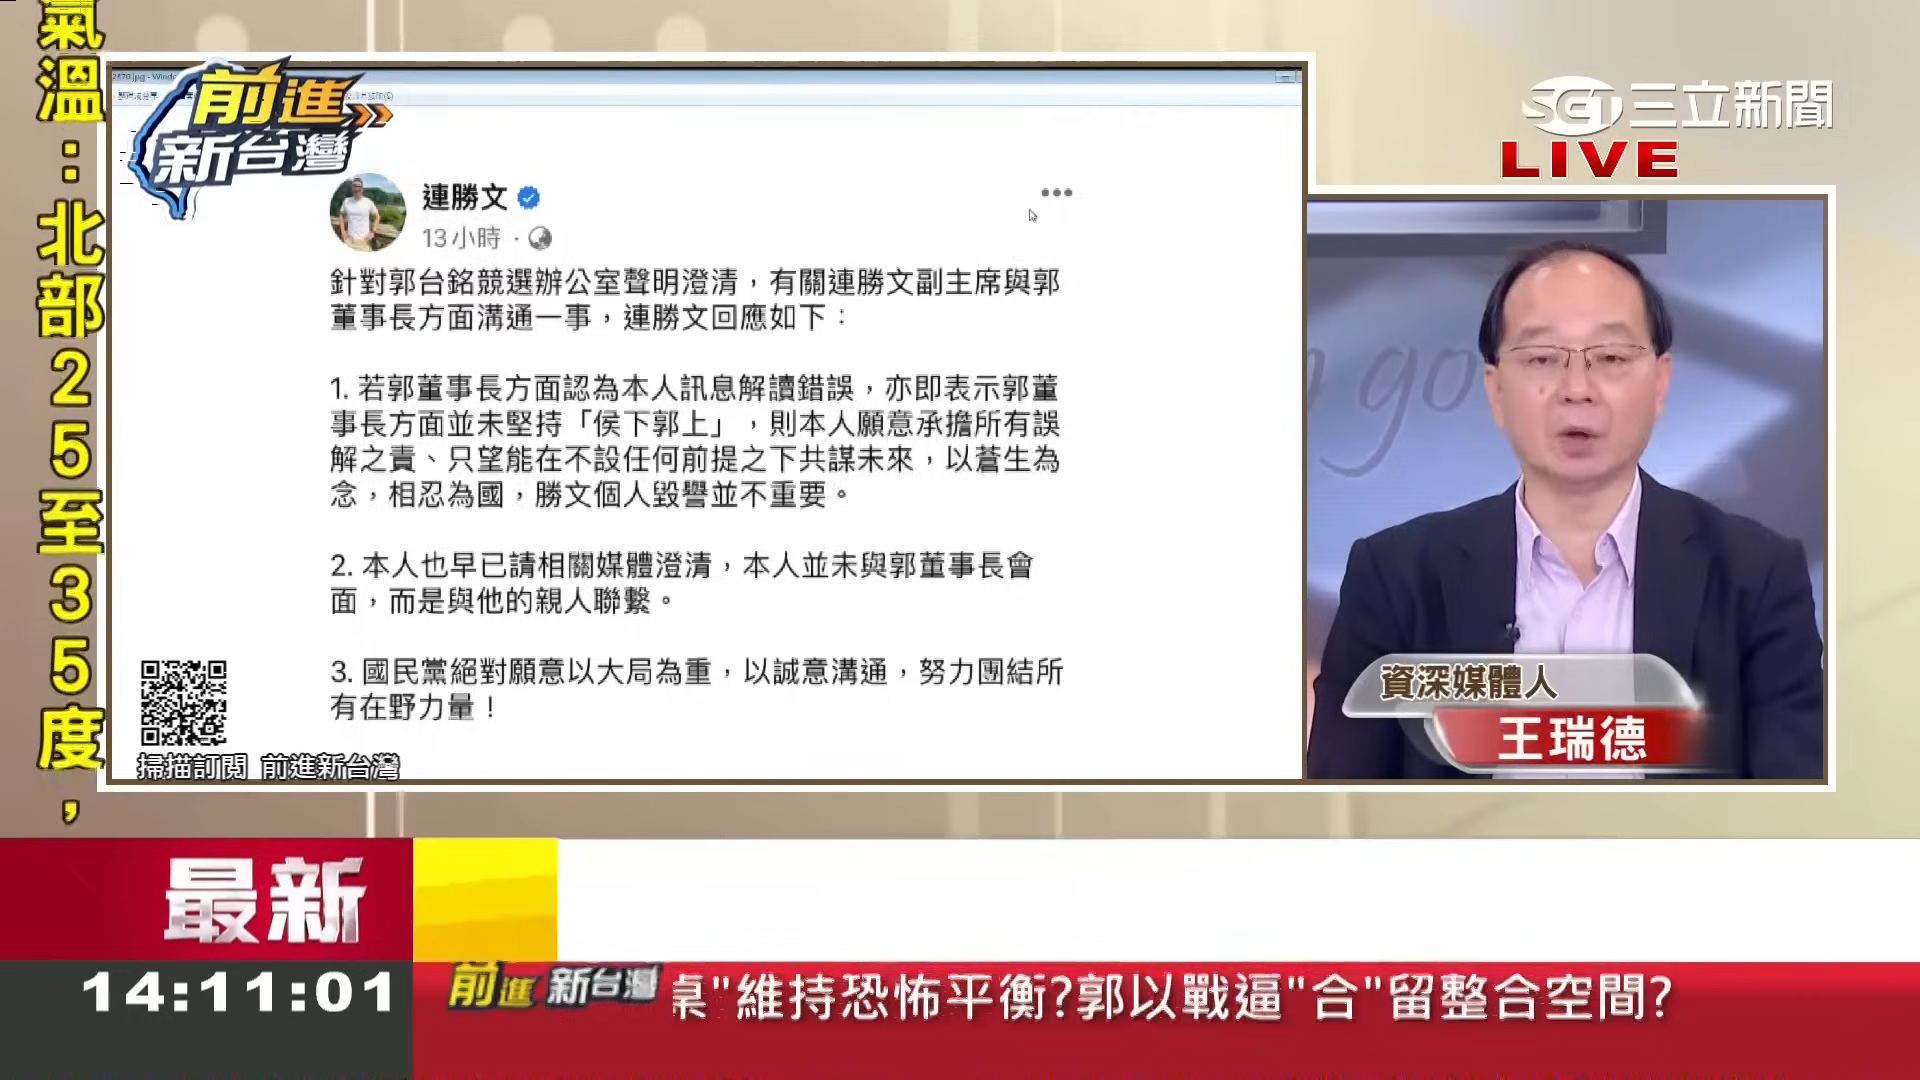 氣溫：北部25至35度，
前進
新台灣
SET三立新聞
LIVE
連勝文
13小時 ·
針對郭台銘競選辦公室聲明澄清，有關連勝文副主席與郭
董事長方面溝通一事，連勝文回應如下：
1. 若郭董事長方面認為本人訊息解讀錯誤，亦即表示郭董
事長方面並未堅持「侯下郭上」，則本人願意承擔所有誤
解之責、只望能在不設任何前提之下共謀未來，以蒼生為
念，相忍為國，勝文個人毀譽並不重要。
2. 本人也早已請相關媒體澄清，本人並未與郭董事長會
面，而是與他的親人聯繫。
3. 國民黨絕對願意以大局為重，以誠意溝通，努力團結所
有在野力量！
掃描訂閱 前進新台灣
go
資深媒體人
王瑞德
最新
14:11:01
前進新台灣
"維持恐怖平衡?郭以戰逼"合"留整合空間?